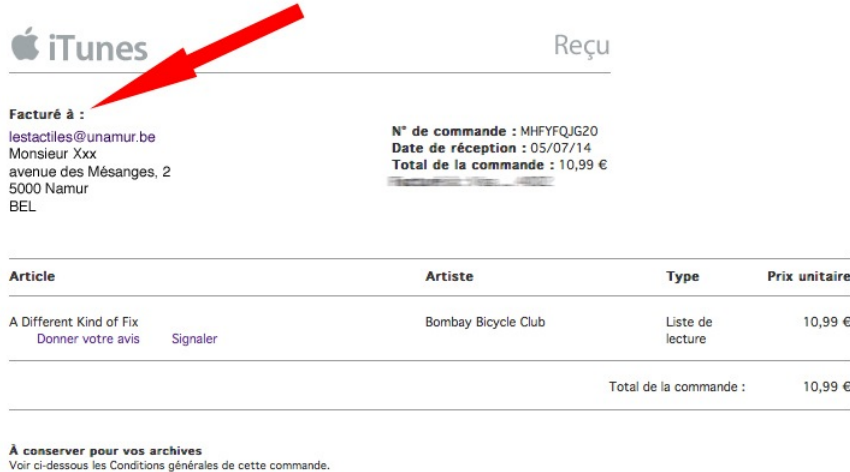 iTunes
Reçu
Facturé à :
lestactiles@unamur.be
Monsieur Xxx
avenue des Mésanges, 2
5000 Namur
BEL
N° de commande : MHFYFQJG20
Date de réception : 05/07/14
Total de la commande : 10,99 €
Article Artiste Type Prix unitaire
A Different Kind of Fix Bombay Bicycle Club Liste de 10,99 €
Donner votre avis Signaler lecture
Total de la commande : 10,99 €
À conserver pour vos archives
Voir ci-dessous les Conditions générales de cette commande.